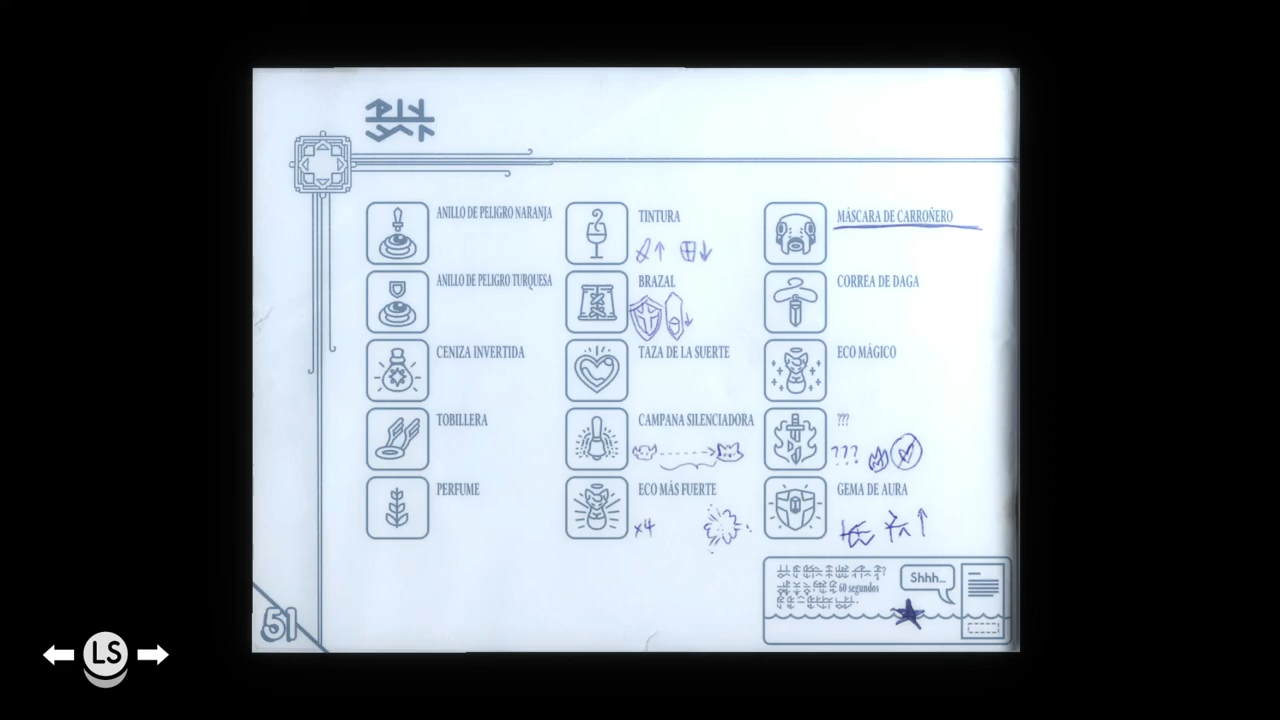 ANILLO DE PELIGRO NARANJA
ANILLO DE PELIGRO TURQUESA
CENIZA INVERTIDA
TOBILLERA
PERFUME
TINTURA
BRAZAL
TAZA DE LA SUERTE
CAMPANA SILENCIADORA
ECO MÁS FUERTE
x4
MÁSCARA DE CARROÑERO
CORREA DE DAGA
ECO MÁGICO
???
???
GEMA DE AURA
?
60 segundos
Shhh...
51
LS